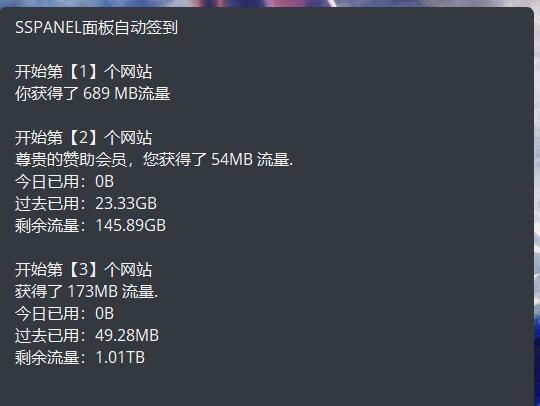 SSPANEL面板自动签到
开始第【1】个网站
你获得了 689 MB流量
开始第【2】个网站
尊贵的赞助会员，您获得了 54MB 流量.
今日已用：0B
过去已用：23.33GB
剩余流量：145.89GB
开始第【3】个网站
获得了 173MB 流量.
今日已用：0B
过去已用：49.28MB
剩余流量：1.01TB